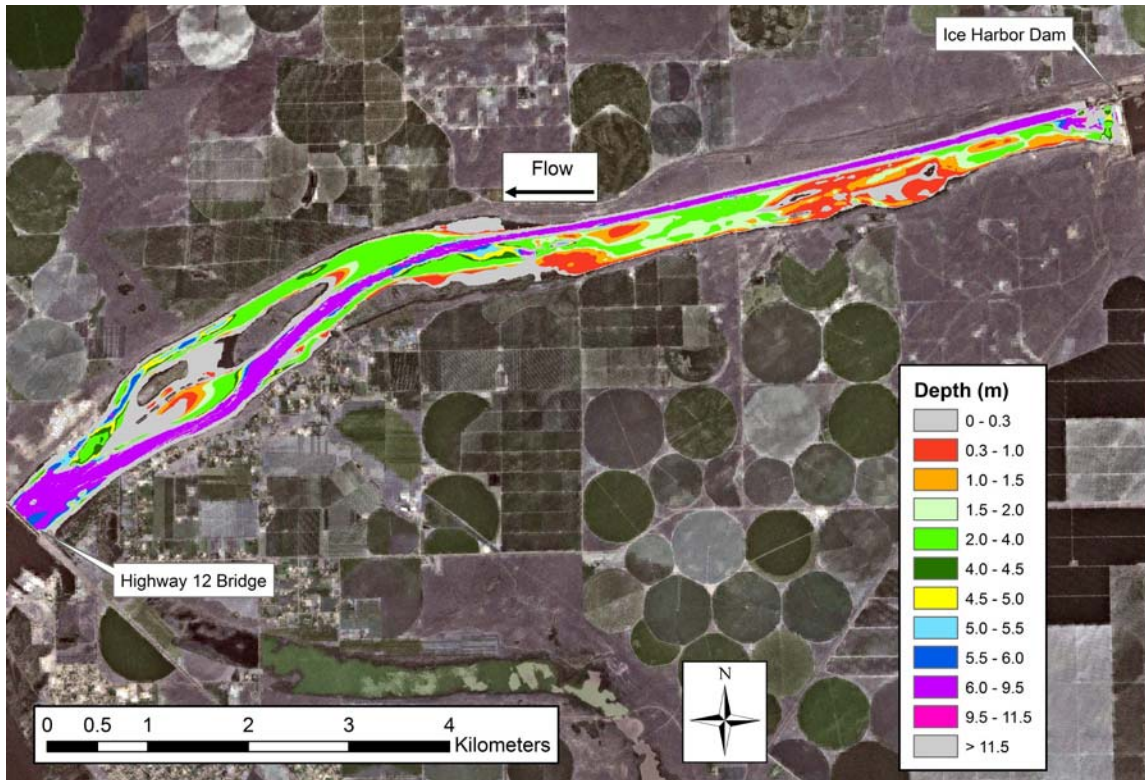 Ice Harbor Dam
Flow
Highway 12 Bridge
Depth (m)
0 - 0.3
0.3 - 1.0
1.0 - 1.5
1.5 - 2.0
2.0 - 4.0
4.0 - 4.5
4.5 - 5.0
5.0 - 5.5
5.5 - 6.0
6.0 - 9.5
9.5 - 11.5
> 11.5
N
0 0.5 1 2 3 4
Kilometers